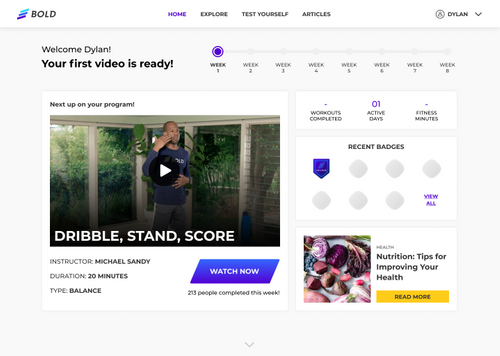 BOLD
HOME
EXPLORE
TEST YOURSELF
ARTICLES
DYLAN
Welcome Dylan!
Your first video is ready!
WEEK 1
WEEK 2
WEEK 3
WEEK 4
WEEK 5
WEEK 6
WEEK 7
WEEK 8
Next up on your program!
BOLD
DRIBBLE, STAND, SCORE
INSTRUCTOR: MICHAEL SANDY
DURATION: 20 MINUTES
TYPE: BALANCE
WATCH NOW
213 people completed this week!
-
WORKOUTS
COMPLETED
01
ACTIVE
DAYS
-
FITNESS
MINUTES
RECENT BADGES
VIEW
ALL
HEALTH
Nutrition: Tips for
Improving Your
Health
READ MORE